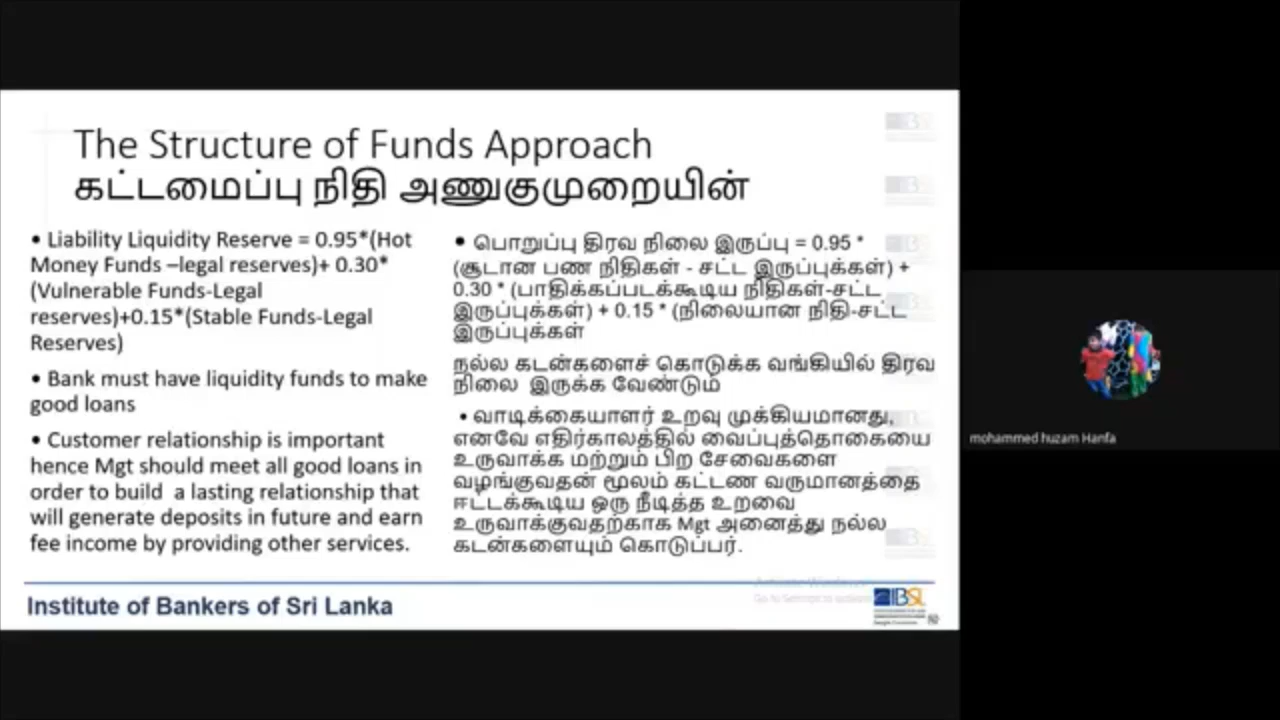 The Structure of Funds Approach
கட்டமைப்பு நிதி அணுகுமுறையின்
• Liability Liquidity Reserve = 0.95*(Hot
Money Funds –legal reserves)+ 0.30*
(Vulnerable Funds-Legal
reserves)+0.15*(Stable Funds-Legal
Reserves)
• Bank must have liquidity funds to make
good loans
• Customer relationship is important
hence Mgt should meet all good loans in
order to build a lasting relationship that
will generate deposits in future and earn
fee income by providing other services.
• பொறுப்பு திரவ நிலை இருப்பு = 0.95 *
(சூடான பண நிதிகள் - சட்ட இருப்புக்கள்) +
0.30 * (பாதிக்கப்படக்கூடிய நிதிகள்-சட்ட
இருப்புக்கள்) + 0.15 * (நிலையான நிதி-சட்ட
இருப்புக்கள்
நல்ல கடன்களைச் கொடுக்க வங்கியில் திரவ
நிலை இருக்க வேண்டும்
• வாடிக்கையாளர் உறவு முக்கியமானது,
எனவே எதிர்காலத்தில் வைப்புத்தொகையை
உருவாக்க மற்றும் பிற சேவைகளை
வழங்குவதன் மூலம் கட்டண வருமானத்தை
ஈட்டக்கூடிய ஒரு நீடித்த உறவை
உருவாக்குவதற்காக Mgt அனைத்து நல்ல
கடன்களையும் கொடுப்பர்.
Institute of Bankers of Sri Lanka
IBSL
mohammed huzam Hanfa